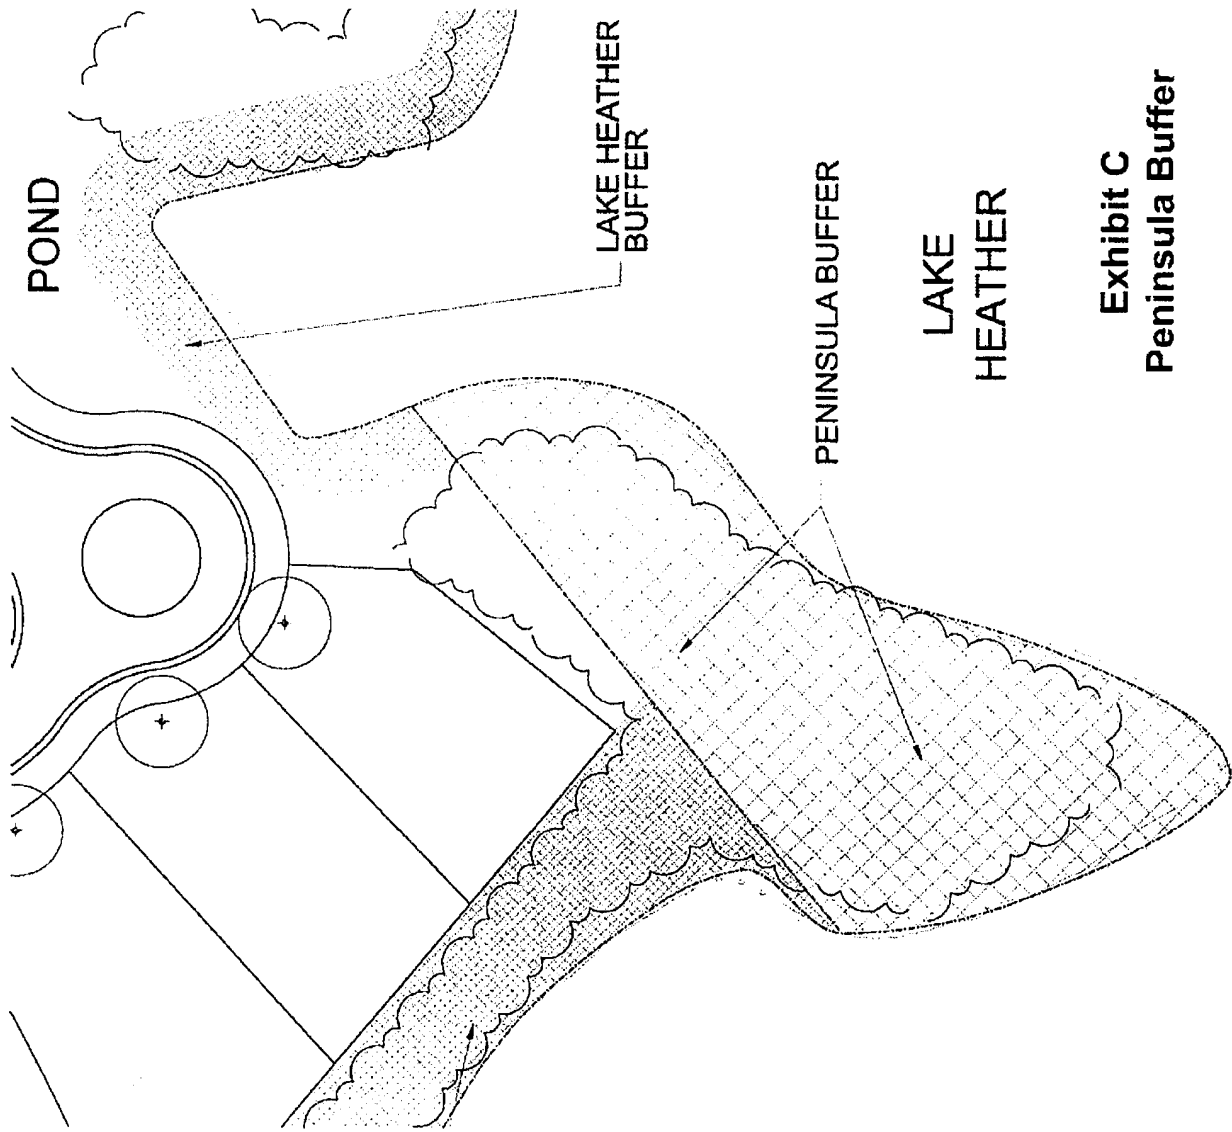 POND
LAKE HEATHER
BUFFER
PENINSULA BUFFER
LAKE
HEATHER
Exhibit C
Peninsula Buffer